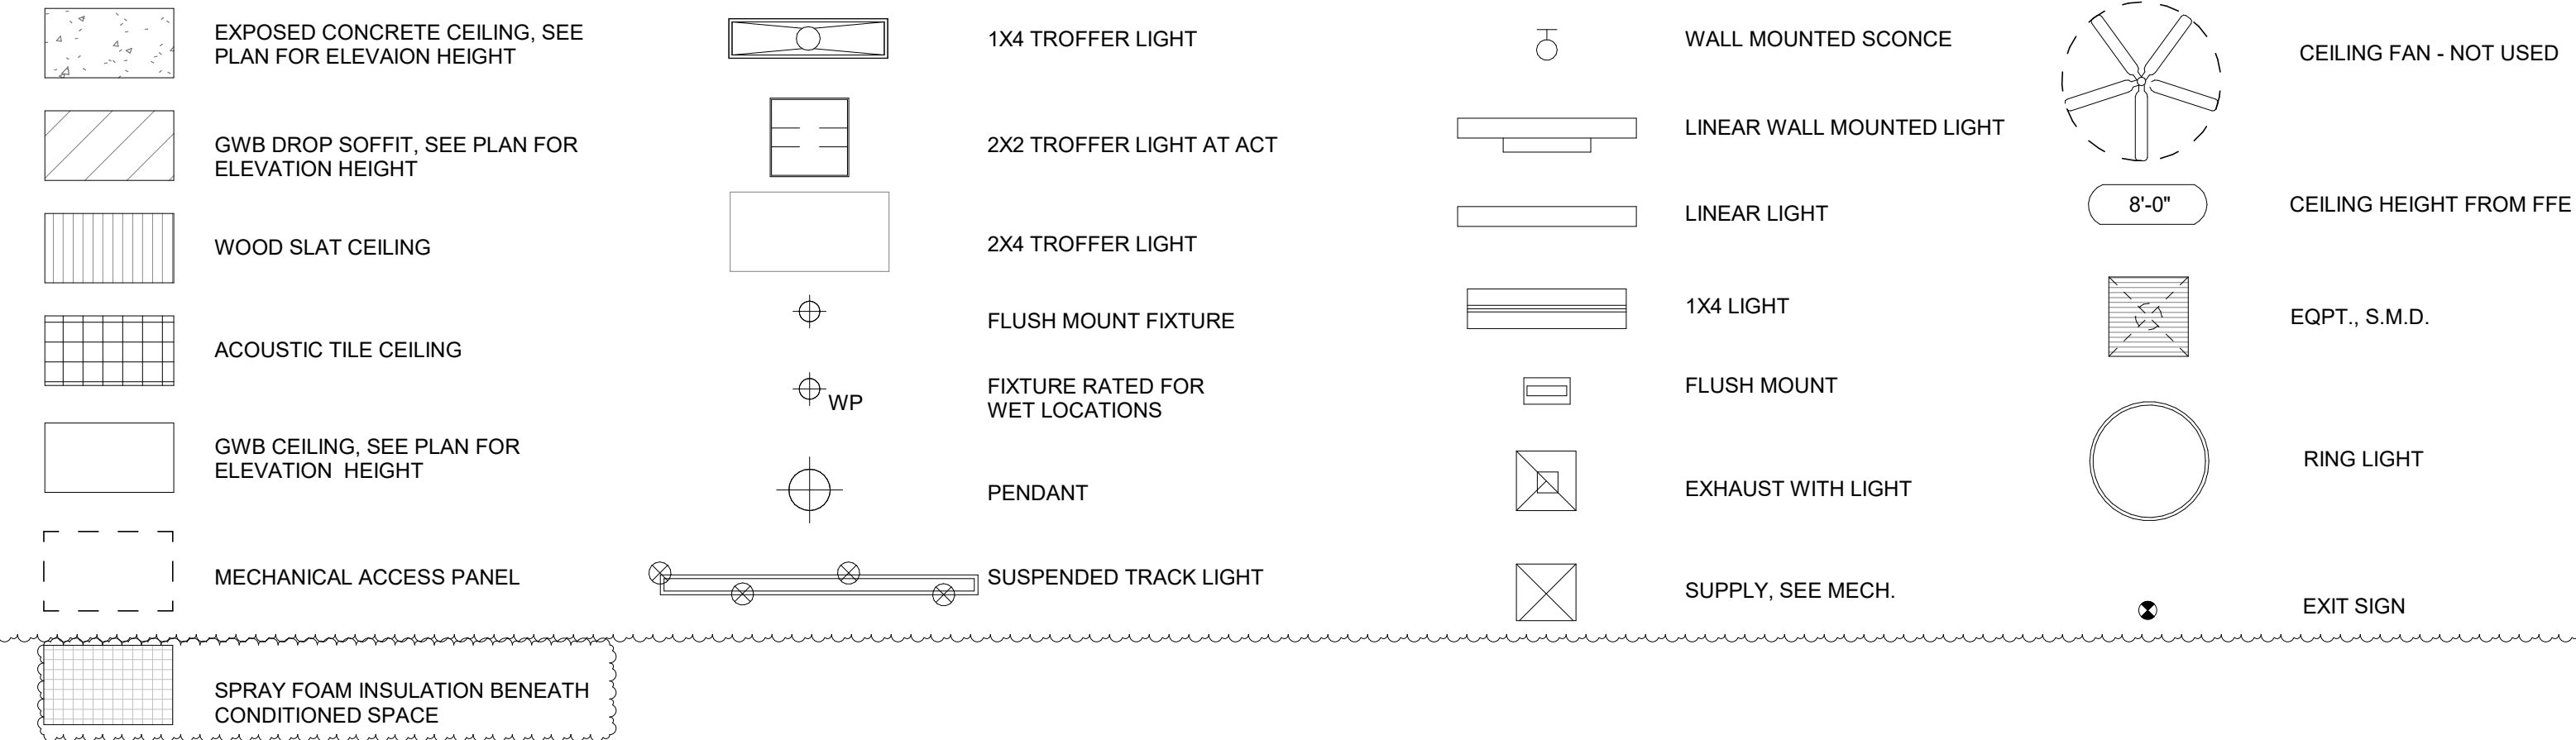 EXPOSED CONCRETE CEILING, SEE
PLAN FOR ELEVAION HEIGHT
GWB DROP SOFFIT, SEE PLAN FOR
ELEVATION HEIGHT
WOOD SLAT CEILING
ACOUSTIC TILE CEILING
GWB CEILING, SEE PLAN FOR
ELEVATION  HEIGHT
MECHANICAL ACCESS PANEL
SPRAY FOAM INSULATION BENEATH
CONDITIONED SPACE
1X4 TROFFER LIGHT
2X2 TROFFER LIGHT AT ACT
2X4 TROFFER LIGHT
FLUSH MOUNT FIXTURE
WP
FIXTURE RATED FOR
WET LOCATIONS
PENDANT
SUSPENDED TRACK LIGHT
WALL MOUNTED SCONCE
LINEAR WALL MOUNTED LIGHT
LINEAR LIGHT
1X4 LIGHT
FLUSH MOUNT
EXHAUST WITH LIGHT
SUPPLY, SEE MECH.
CEILING FAN - NOT USED
8'-0"
CEILING HEIGHT FROM FFE
EQPT., S.M.D.
RING LIGHT
EXIT SIGN